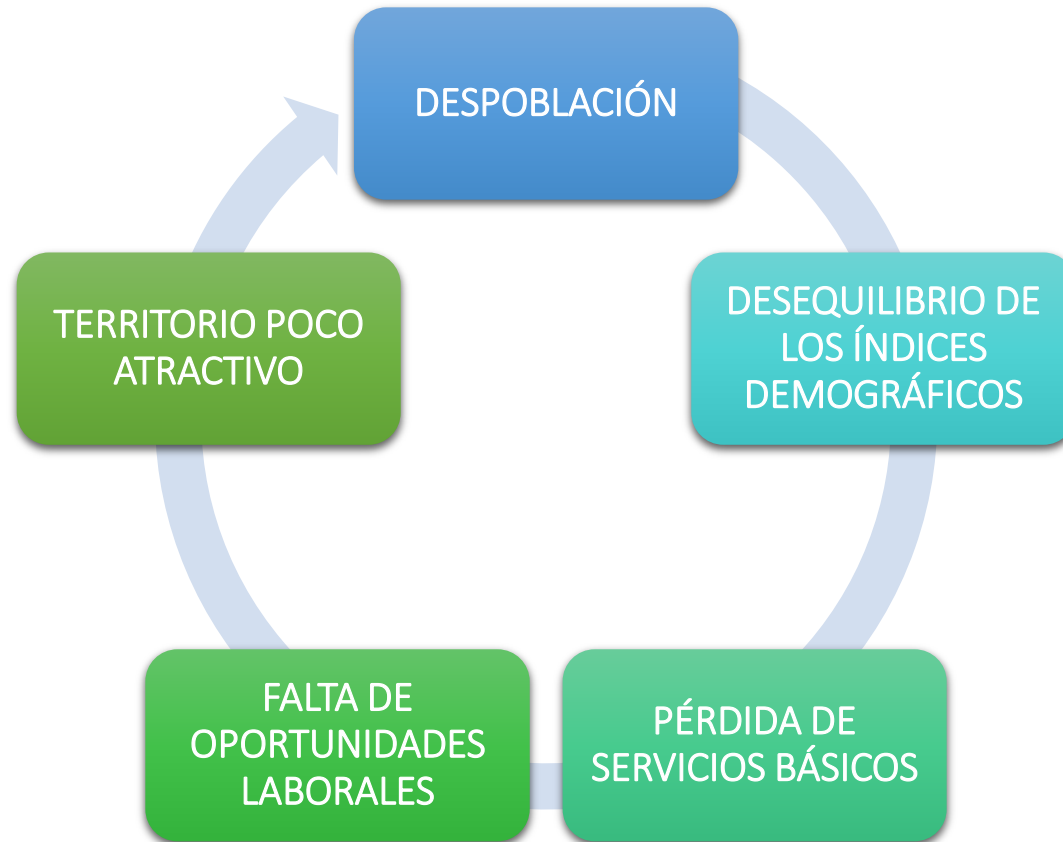 DESPOBLACIÓN
DESEQUILIBRIO DE
LOS ÍNDICES
DEMOGRÁFICOS
PÉRDIDA DE
SERVICIOS BÁSICOS
FALTA DE
OPORTUNIDADES
LABORALES
TERRITORIO POCO
ATRACTIVO